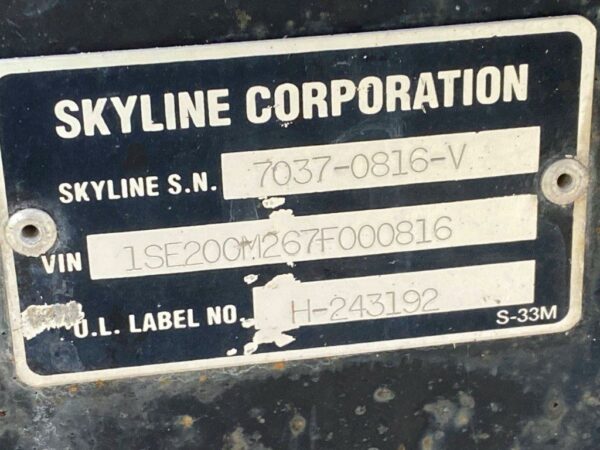 SKYLINE CORPORATION
SKYLINE S.N. 7037-0816-V
VIN 1SE200M267F000816
U.L. LABEL NO. H-243192
S-33M